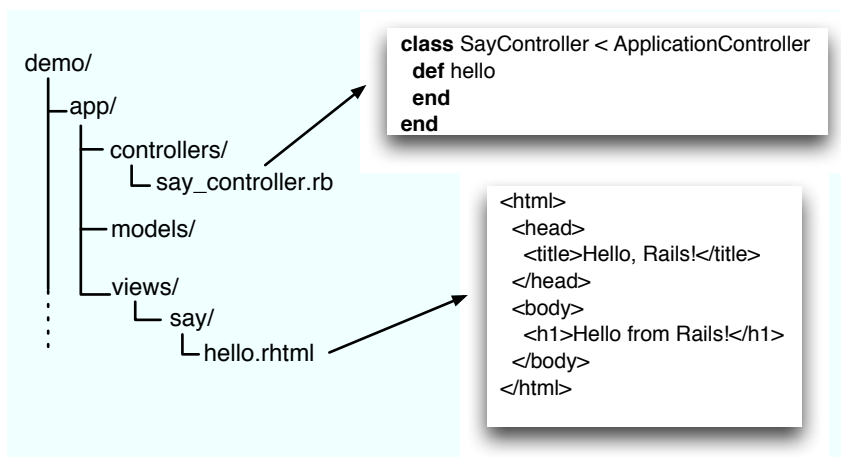 demo/
app/
controllers/
say_controller.rb
models/
views/
say/
hello.rhtml
class SayController < ApplicationController
def hello
end
end
<html>
<head>
<title>Hello, Rails!</title>
</head>
<body>
<h1>Hello from Rails!</h1>
</body>
</html>